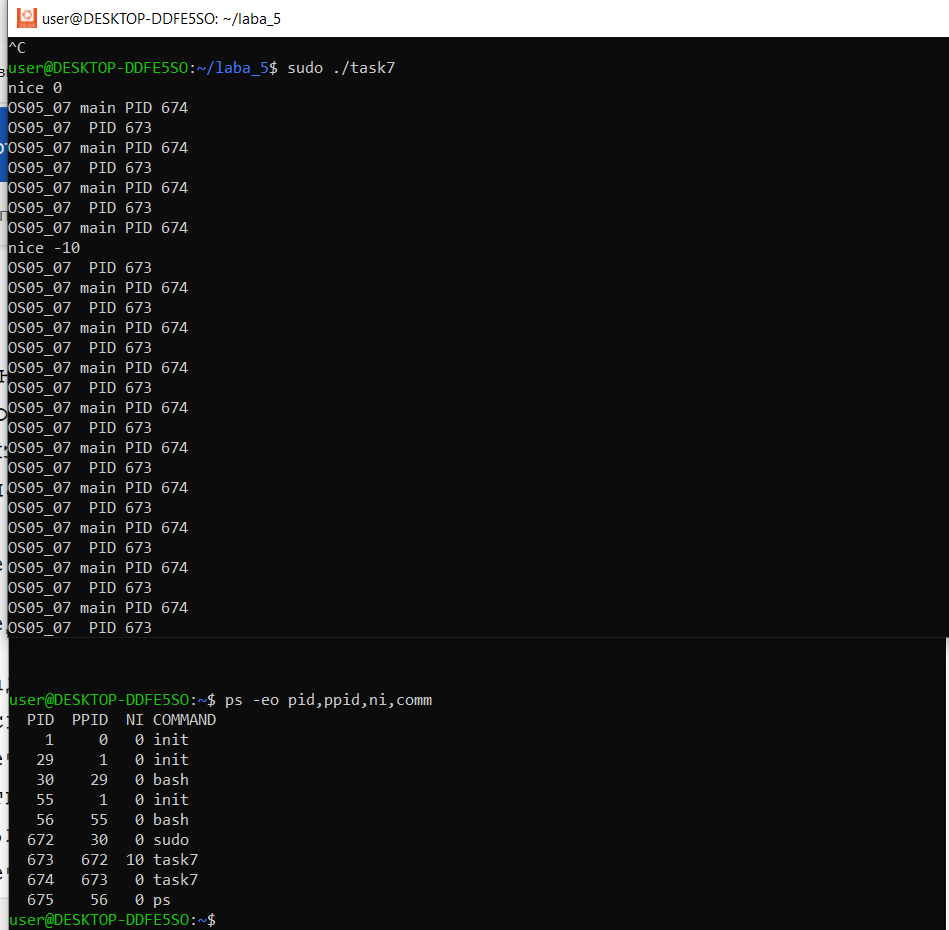 user@DESKTOP-DDFE5SO: ~/laba_5
^C
user@DESKTOP-DDFE5SO:~/laba_5$ sudo ./task7
nice 0
OS05_07 main PID 674
OS05_07  PID 673
OS05_07 main PID 674
OS05_07  PID 673
OS05_07 main PID 674
OS05_07  PID 673
OS05_07 main PID 674
nice -10
OS05_07  PID 673
OS05_07 main PID 674
OS05_07  PID 673
OS05_07 main PID 674
OS05_07  PID 673
OS05_07 main PID 674
OS05_07  PID 673
OS05_07 main PID 674
OS05_07  PID 673
OS05_07 main PID 674
OS05_07  PID 673
OS05_07 main PID 674
OS05_07  PID 673
OS05_07 main PID 674
OS05_07  PID 673
OS05_07 main PID 674
OS05_07  PID 673
OS05_07 main PID 674
OS05_07  PID 673
user@DESKTOP-DDFE5SO:~$ ps -eo pid,ppid,ni,comm
  PID  PPID  NI COMMAND
    1     0   0 init
   29     1   0 init
   30    29   0 bash
   55     1   0 init
   56    55   0 bash
  672    30   0 sudo
  673   672  10 task7
  674   673   0 task7
  675    56   0 ps
user@DESKTOP-DDFE5SO:~$